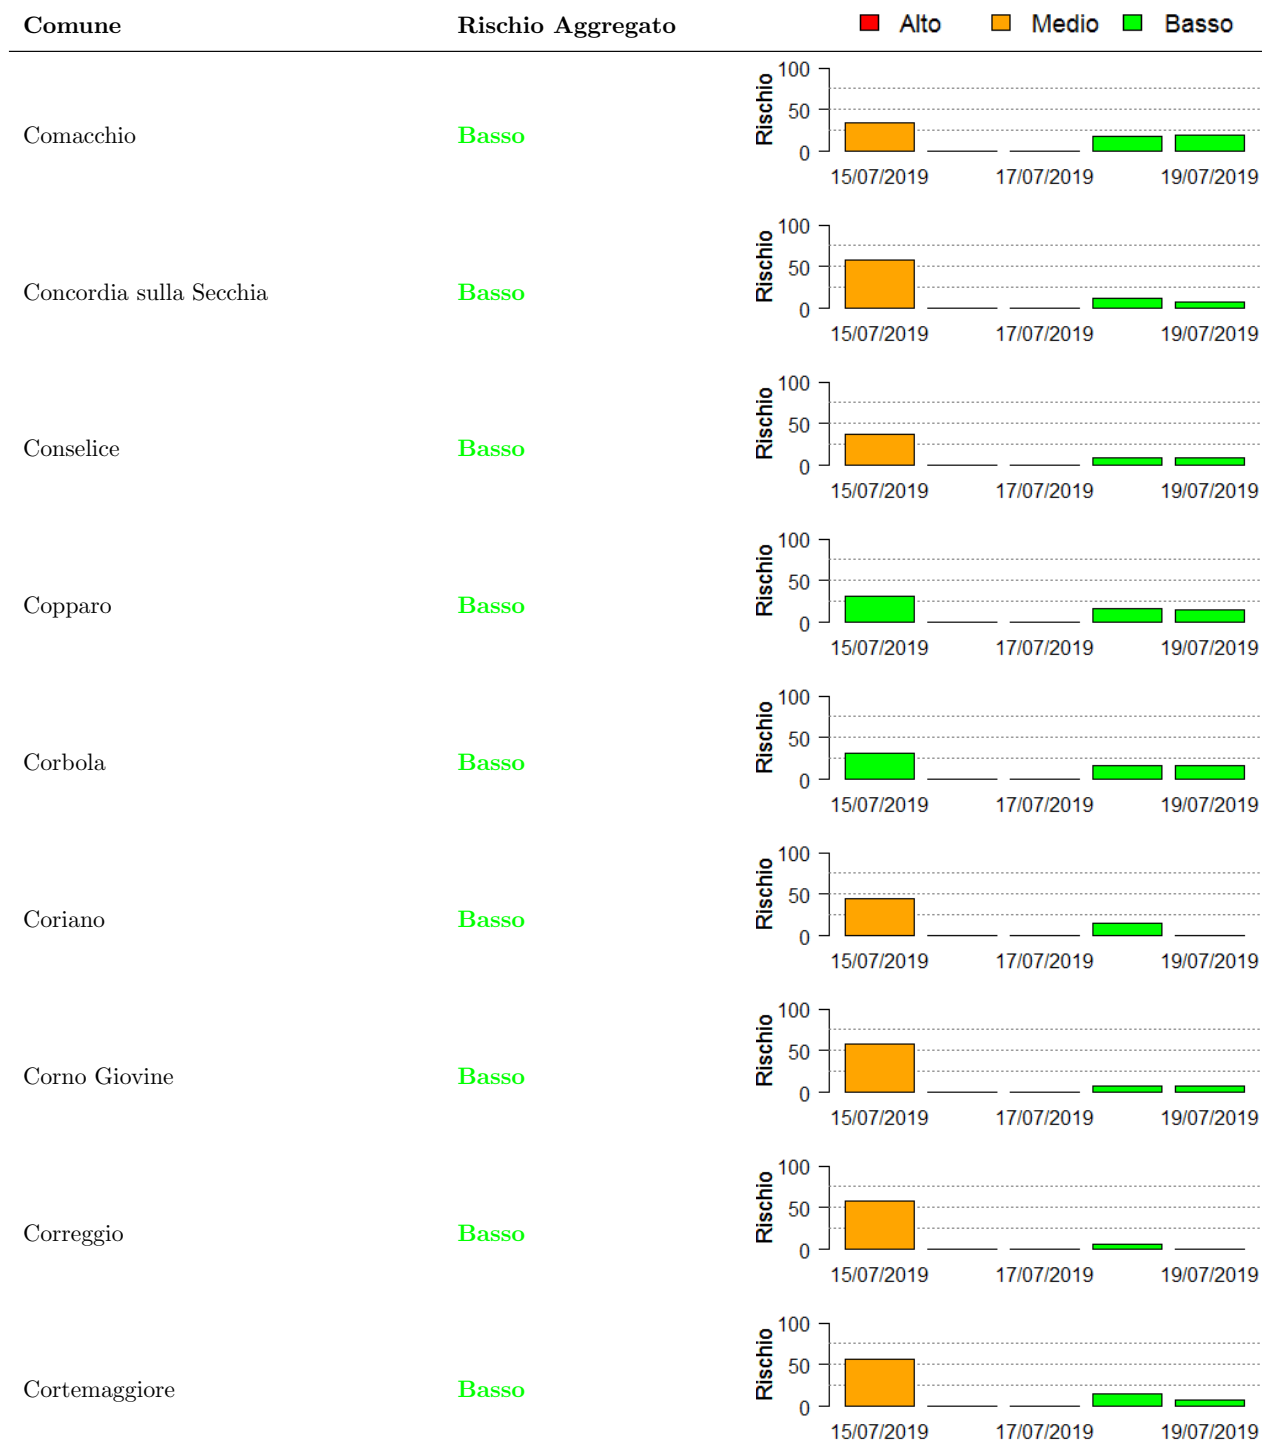 Comune Rischio Aggregato Alto Medio Basso
Comacchio Basso Rischio 100 50 0
15/07/2019 17/07/2019 19/07/2019
Concordia sulla Secchia Basso Rischio 100 50 0
15/07/2019 17/07/2019 19/07/2019
Conselice Basso Rischio 100 50 0
15/07/2019 17/07/2019 19/07/2019
Copparo Basso Rischio 100 50 0
15/07/2019 17/07/2019 19/07/2019
Corbola Basso Rischio 100 50 0
15/07/2019 17/07/2019 19/07/2019
Coriano Basso Rischio 100 50 0
15/07/2019 17/07/2019 19/07/2019
Corno Giovine Basso Rischio 100 50 0
15/07/2019 17/07/2019 19/07/2019
Correggio Basso Rischio 100 50 0
15/07/2019 17/07/2019 19/07/2019
Cortemaggiore Basso Rischio 100 50 0
15/07/2019 17/07/2019 19/07/2019